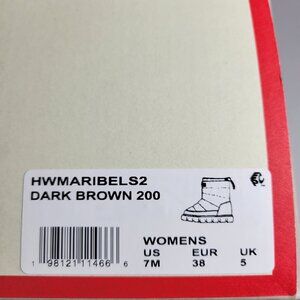 HWMARIBELS2
DARK BROWN 200
WOMENS
US EUR UK
7M 38 5
1 98121 11466 6